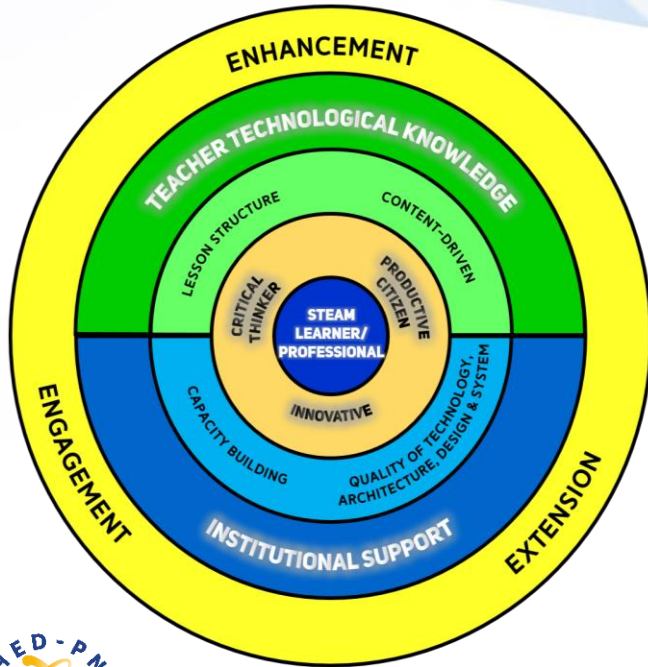 ENHANCEMENT
TEACHER TECHNOLOGICAL KNOWLEDGE
LESSON STRUCTURE
CONTENT-DRIVEN
CRITICAL
THINKER
PRODUCTIVE
CITIZEN
STEAM
LEARNER/
PROFESSIONAL
INNOVATIVE
CAPACITY BUILDING
QUALITY OF TECHNOLOGY,
ARCHITECTURE, DESIGN & SYSTEM
INSTITUTIONAL SUPPORT
ENGAGEMENT
EXTENSION